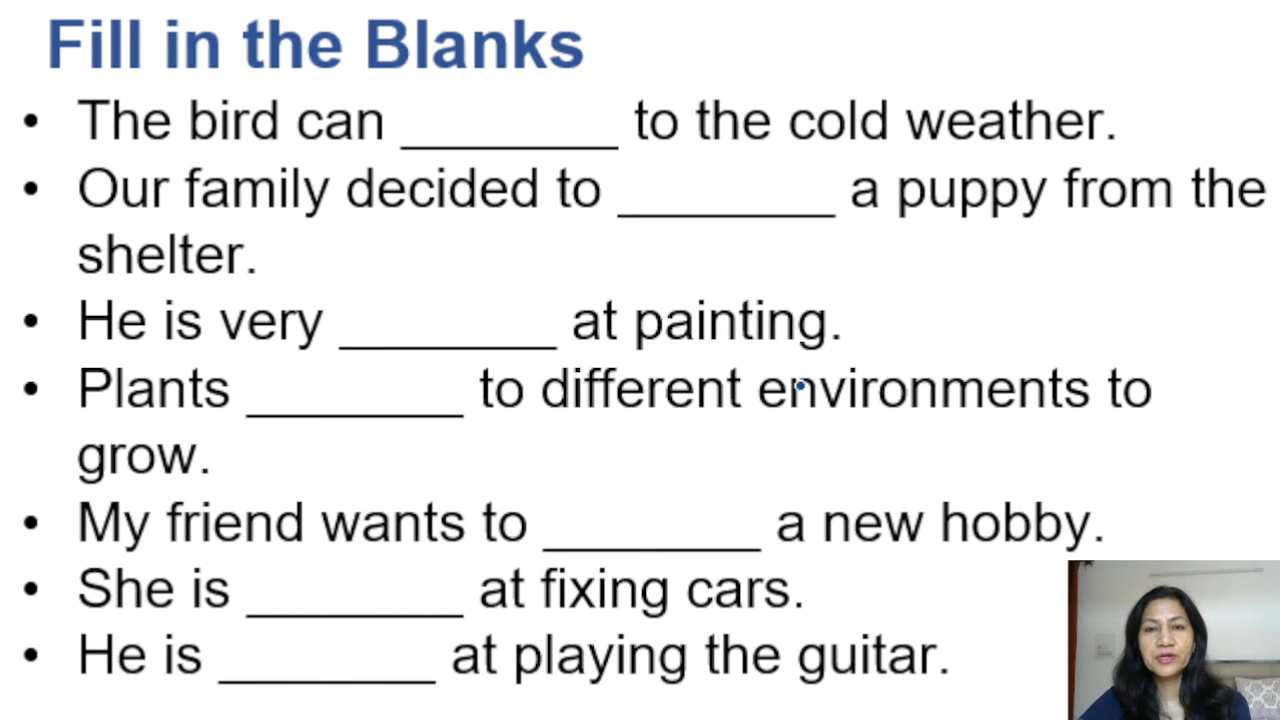 Fill in the Blanks
• The bird can ________ to the cold weather.
• Our family decided to ________ a puppy from the
shelter.
• He is very ________ at painting.
• Plants ________ to different environments to
grow.
• My friend wants to ________ a new hobby.
• She is ________ at fixing cars.
• He is ________ at playing the guitar.